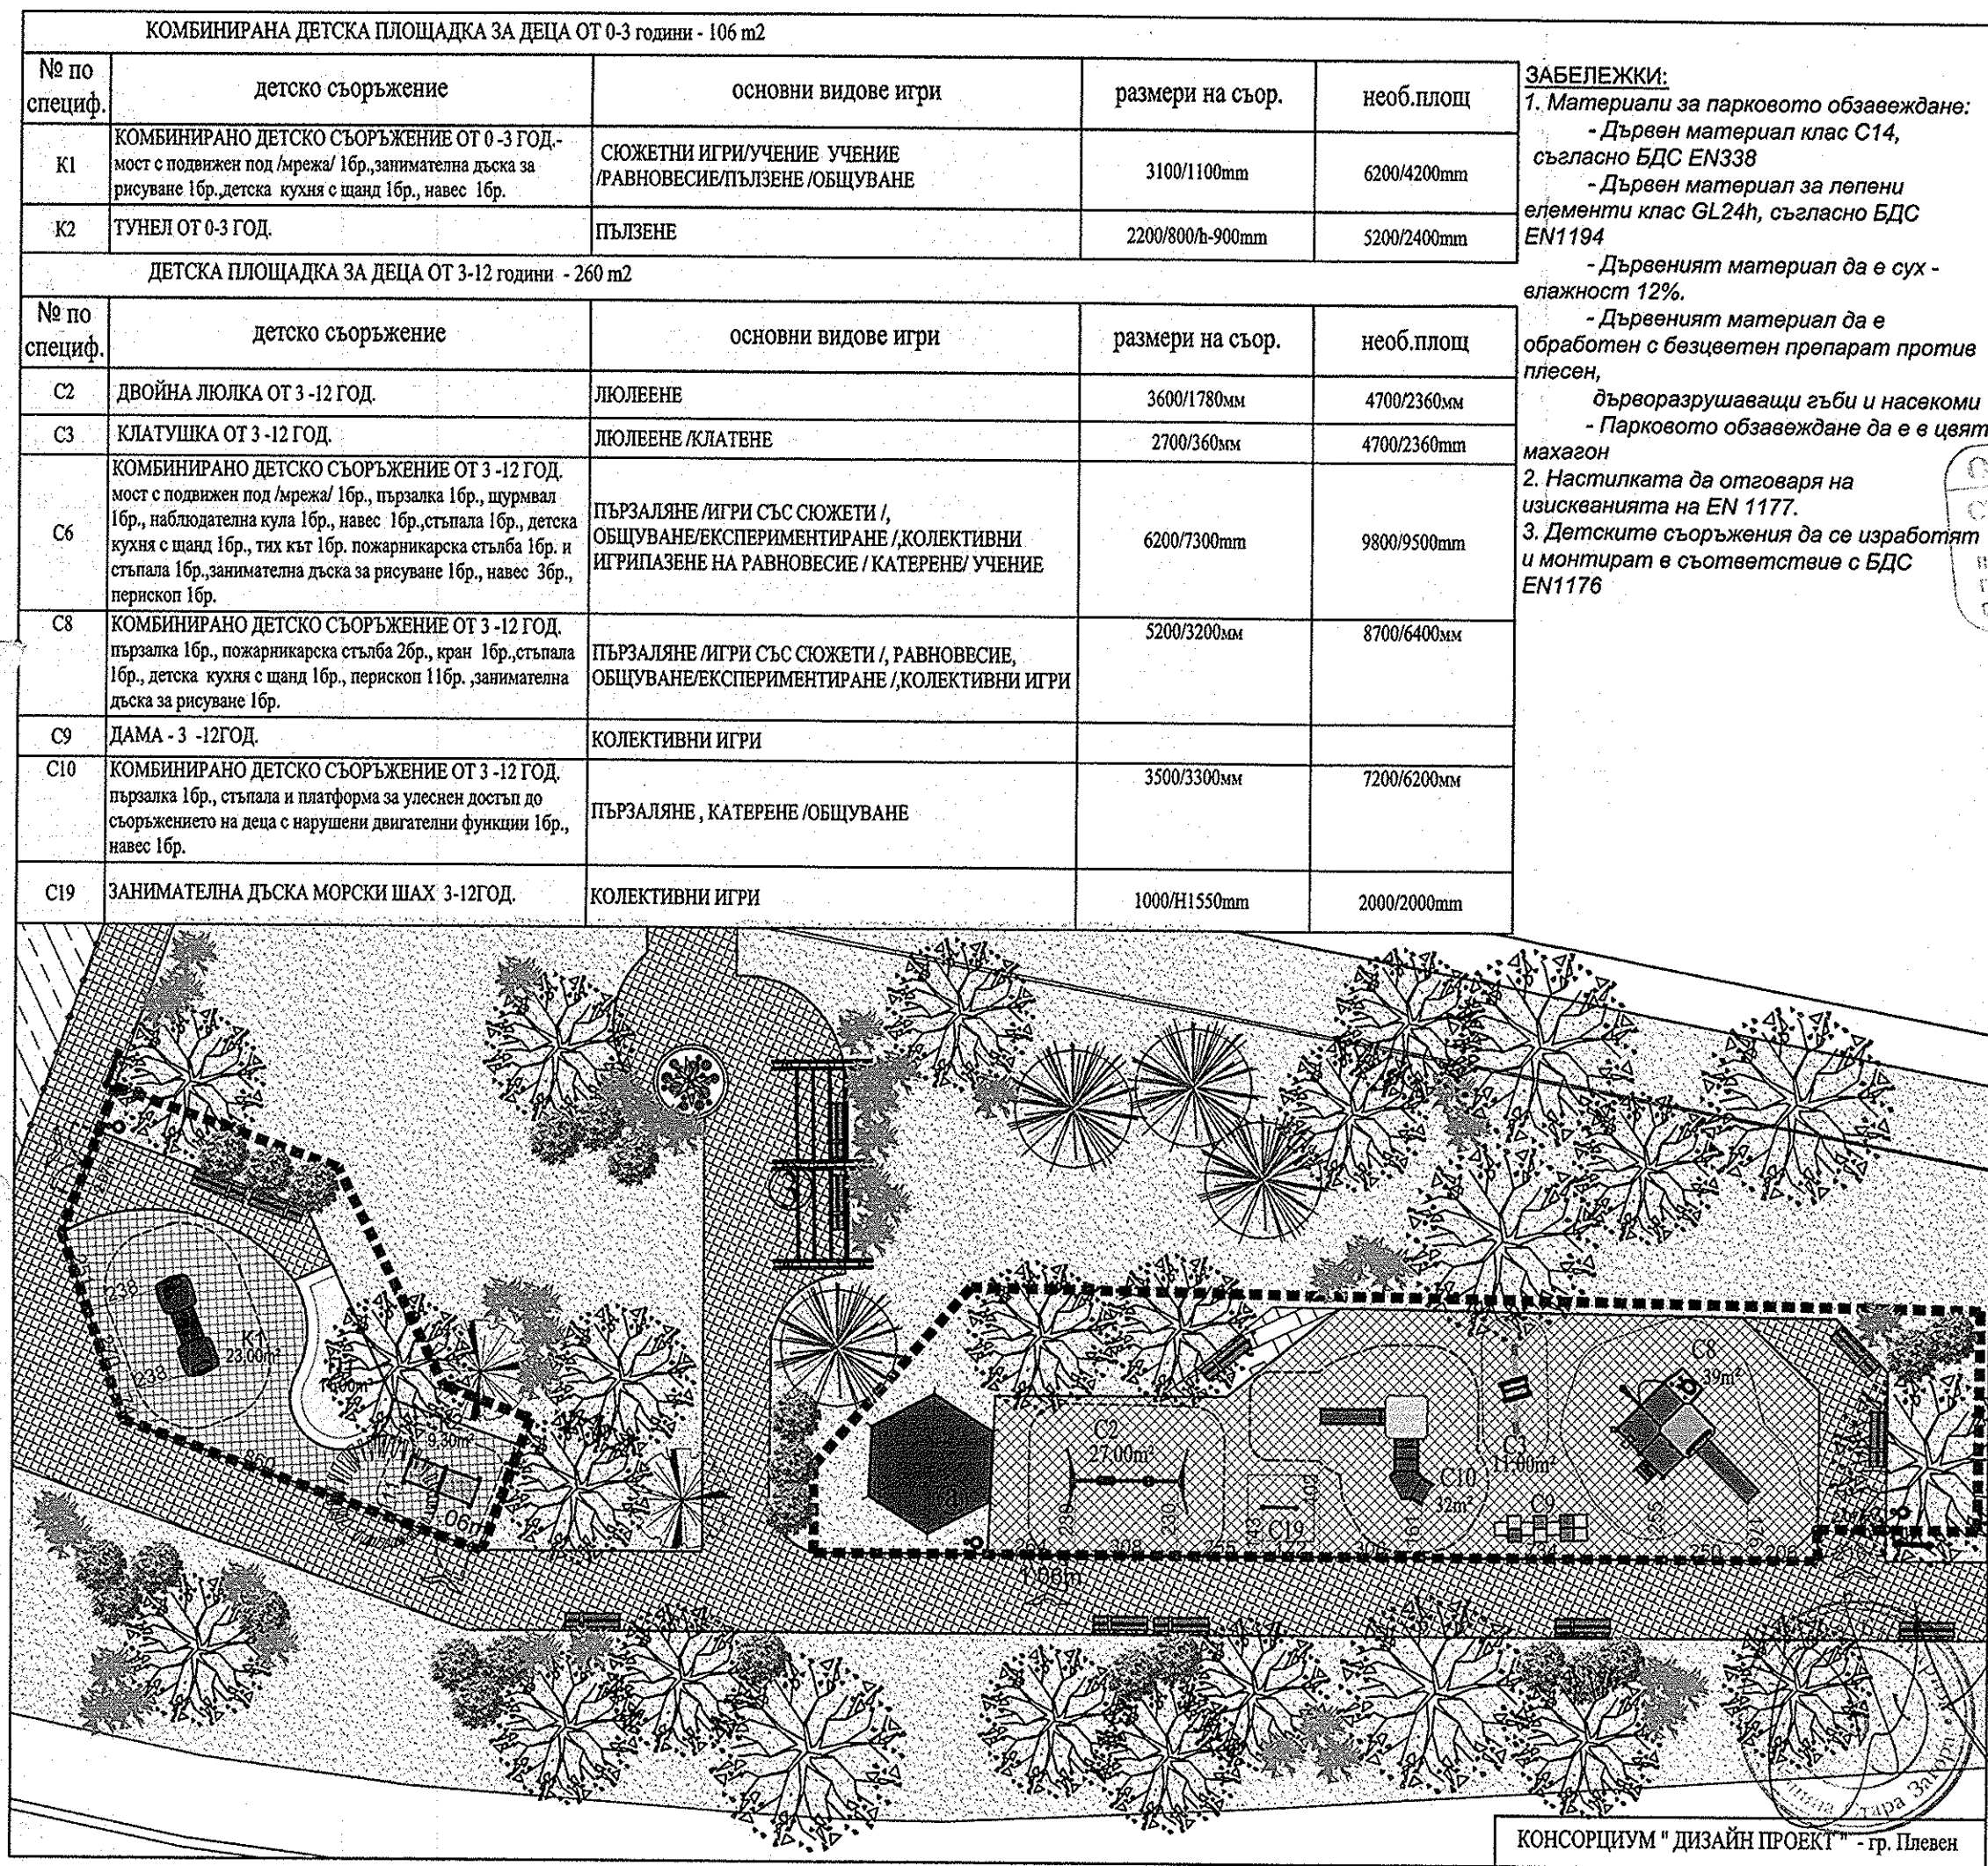 КОМБИНИРАНА ДЕТСКА ПЛОЩАДКА ЗА ДЕЦА ОТ 0-3 години - 106 m2
№ по специф.
детско съоръжение
основни видове игри
размери на съор.
необ.площ
К1
КОМБИНИРАНО ДЕТСКО СЪОРЪЖЕНИЕ ОТ 0 -3 ГОД.-
мост с подвижен под /мрежа/ 1бр.,занимателна дъска за
рисуване 1бр.,детска кухня с щанд 1бр., навес 1бр.
СЮЖЕТНИ ИГРИ/УЧЕНИЕ УЧЕНИЕ
/РАВНОВЕСИЕ/ПЪЛЗЕНЕ /ОБЩУВАНЕ
3100/1100mm
6200/4200mm
К2
ТУНЕЛ ОТ 0-3 ГОД.
ПЪЛЗЕНЕ
2200/800/h-900mm
5200/2400mm
ДЕТСКА ПЛОЩАДКА ЗА ДЕЦА ОТ 3-12 години - 260 m2
№ по специф.
детско съоръжение
основни видове игри
размери на съор.
необ.площ
С2
ДВОЙНА ЛЮЛКА ОТ 3 -12 ГОД.
ЛЮЛЕЕНЕ
3600/1780мм
4700/2360мм
С3
КЛАТУШКА ОТ 3 -12 ГОД.
ЛЮЛЕЕНЕ /КЛАТЕНЕ
2700/360мм
4700/2360mm
С6
КОМБИНИРАНО ДЕТСКО СЪОРЪЖЕНИЕ ОТ 3 -12 ГОД.
мост с подвижен под /мрежа/ 1бр., пързалка 1бр., щурмвал
1бр., наблюдателна кула 1бр., навес 1бр.,стъпала 1бр., детска
кухня с щанд 1бр., тих кът 1бр. пожарникарска стълба 1бр. и
стъпала 1бр.,занимателна дъска за рисуване 1бр., навес 3бр.,
перископ 1бр.
ПЪРЗАЛЯНЕ /ИГРИ СЪС СЮЖЕТИ /,
ОБЩУВАНЕ/ЕКСПЕРИМЕНТИРАНЕ /,КОЛЕКТИВНИ
ИГРИПАЗЕНЕ НА РАВНОВЕСИЕ / КАТЕРЕНЕ/ УЧЕНИЕ
6200/7300mm
9800/9500mm
С8
КОМБИНИРАНО ДЕТСКО СЪОРЪЖЕНИЕ ОТ 3 -12 ГОД.
пързалка 1бр., пожарникарска стълба 2бр., кран 1бр.,стъпала
1бр., детска кухня с щанд 1бр., перископ 11бр. ,занимателна
дъска за рисуване 1бр.
ПЪРЗАЛЯНЕ /ИГРИ СЪС СЮЖЕТИ /, РАВНОВЕСИЕ,
ОБЩУВАНЕ/ЕКСПЕРИМЕНТИРАНЕ /,КОЛЕКТИВНИ ИГРИ
5200/3200мм
8700/6400мм
С9
ДАМА - 3 -12ГОД.
КОЛЕКТИВНИ ИГРИ
С10
КОМБИНИРАНО ДЕТСКО СЪОРЪЖЕНИЕ ОТ 3 -12 ГОД.
пързалка 1бр., стъпала и платформа за улеснен достъп до
съоръжението на деца с нарушени двигателни функции 1бр.,
навес 1бр.
ПЪРЗАЛЯНЕ , КАТЕРЕНЕ /ОБЩУВАНЕ
3500/3300мм
7200/6200мм
С19
ЗАНИМАТЕЛНА ДЪСКА МОРСКИ ШАХ 3-12ГОД.
КОЛЕКТИВНИ ИГРИ
1000/H1550mm
2000/2000mm
ЗАБЕЛЕЖКИ:
1. Материали за парковото обзавеждане:
- Дървен материал клас С14,
съгласно БДС EN338
- Дървен материал за лепени
елементи клас GL24h, съгласно БДС
EN1194
- Дървеният материал да е сух -
влажност 12%.
- Дървеният материал да е
обработен с безцветен препарат против
плесен,
дърворазрушаващи гъби и насекоми
- Парковото обзавеждане да е в цвят
махагон
2. Настилката да отговаря на
изискванията на EN 1177.
3. Детските съоръжения да се изработят
и монтират в съответствие с БДС
EN1176
238
К1
23,00m²
238
9,30m²
С2
27.00m²
230
С19
С10
32m²
161
С3
11,00m²
С9
С8
39m²
255
308
1,06m
КОНСОРЦИУМ " ДИЗАЙН ПРОЕКТ " - гр. Плевен